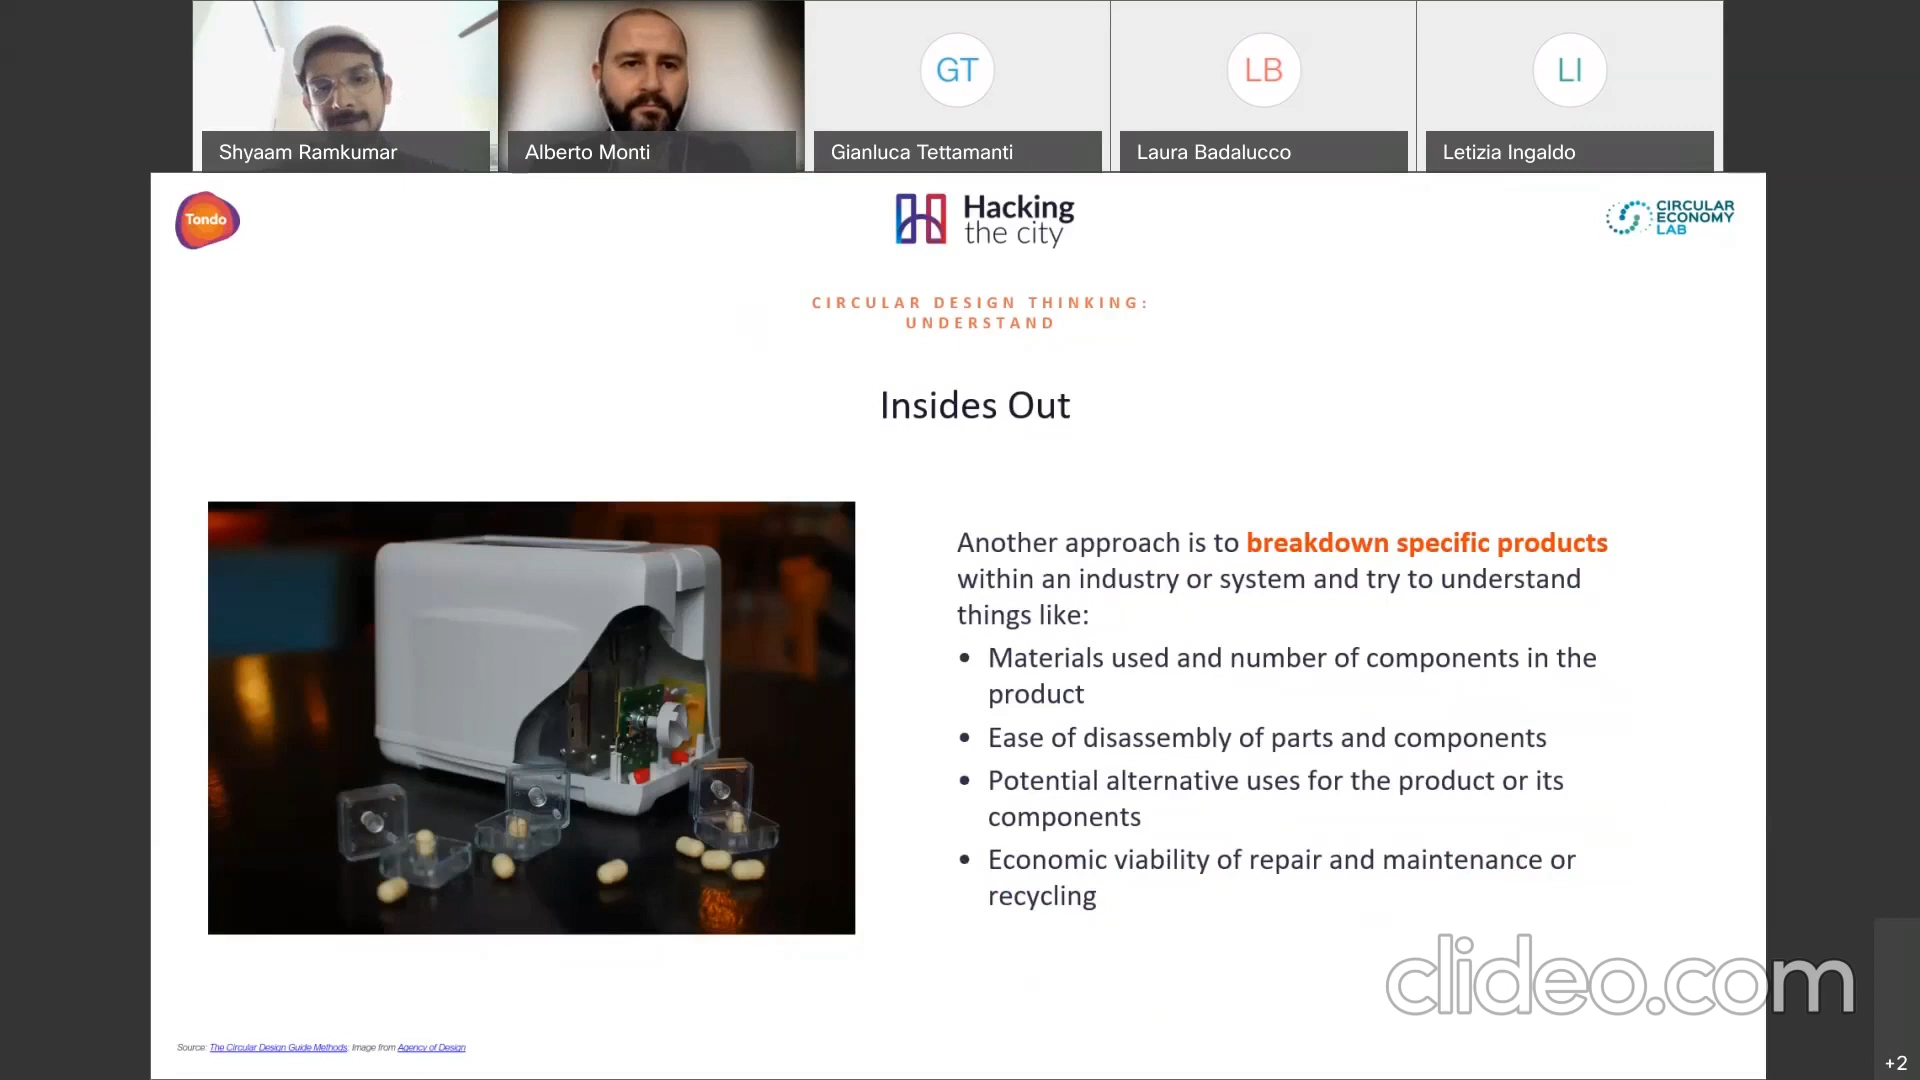 GT
LB
LI
Shyaam Ramkumar
Alberto Monti
Gianluca Tettamanti
Laura Badalucco
Letizia Ingaldo
Tondo
Hacking
the city
CIRCULAR
ECONOMY
LAB
CIRCULAR DESIGN THINKING:
UNDERSTAND
Insides Out
Another approach is to breakdown specific products
within an industry or system and try to understand
things like:
• Materials used and number of components in the
product
• Ease of disassembly of parts and components
• Potential alternative uses for the product or its
components
• Economic viability of repair and maintenance or
recycling
clideo.com
Source: The Circular Design Guide Methods, Image from Agency of Design
+2